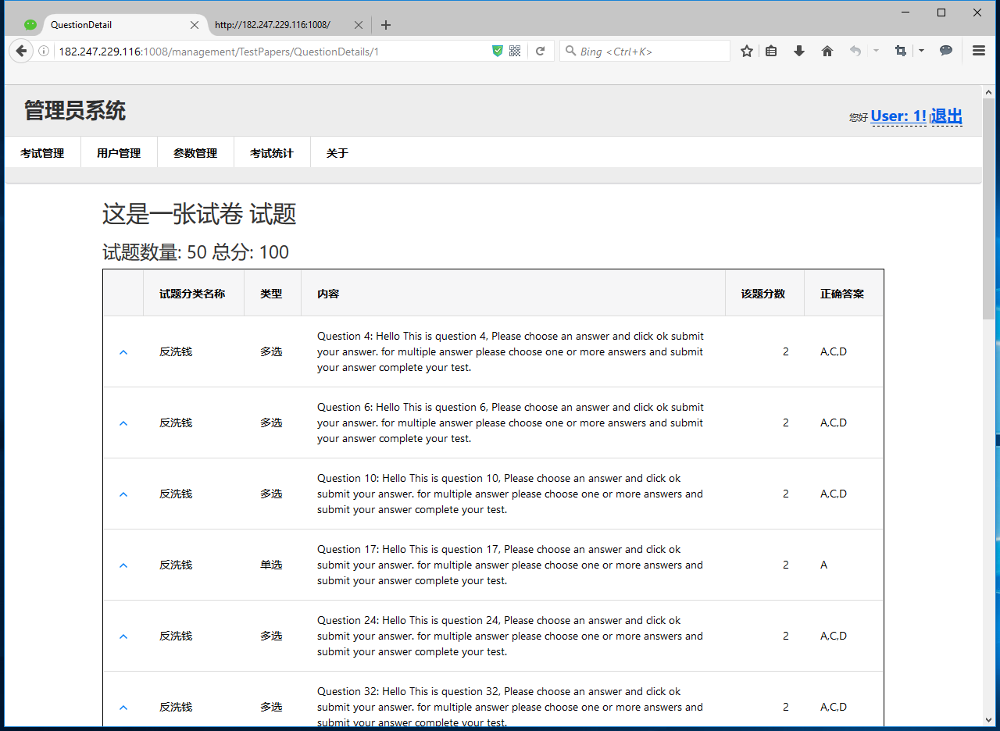 QuestionDetail
http://182.247.229.116:1008/
182.247.229.116:1008/management/TestPapers/QuestionDetails/1
Bing <Ctrl+K>
管理员系统
您好 User: 1! 退出
考试管理 用户管理 参数管理 考试统计 关于
这是一张试卷 试题
试题数量: 50 总分: 100
试题分类名称 类型 内容 该题分数 正确答案
Question 4: Hello This is question 4, Please choose an answer and click ok submit
反洗钱 多选 your answer. for multiple answer please choose one or more answers and submit 2 A,C,D
your answer complete your test.
Question 6: Hello This is question 6, Please choose an answer and click ok submit
反洗钱 多选 your answer. for multiple answer please choose one or more answers and submit 2 A,C,D
your answer complete your test.
Question 10: Hello This is question 10, Please choose an answer and click ok
反洗钱 多选 submit your answer. for multiple answer please choose one or more answers and 2 A,C,D
submit your answer complete your test.
Question 17: Hello This is question 17, Please choose an answer and click ok
反洗钱 单选 submit your answer. for multiple answer please choose one or more answers and 2 A
submit your answer complete your test.
Question 24: Hello This is question 24, Please choose an answer and click ok
反洗钱 多选 submit your answer. for multiple answer please choose one or more answers and 2 A,C,D
submit your answer complete your test.
Question 32: Hello This is question 32, Please choose an answer and click ok
反洗钱 多选 submit your answer. for multiple answer please choose one or more answers and 2 A,C,D
submit your answer complete your test.